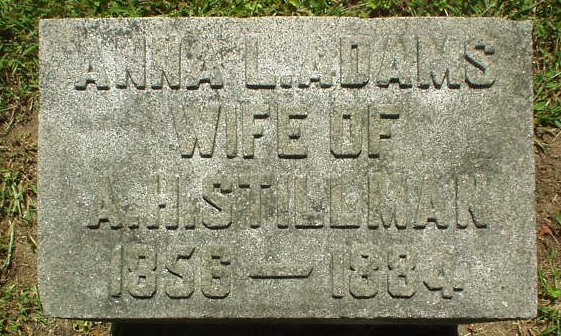 ANNA L. ADAMS
WIFE OF
A.H. STILLMAN
1856 — 1884